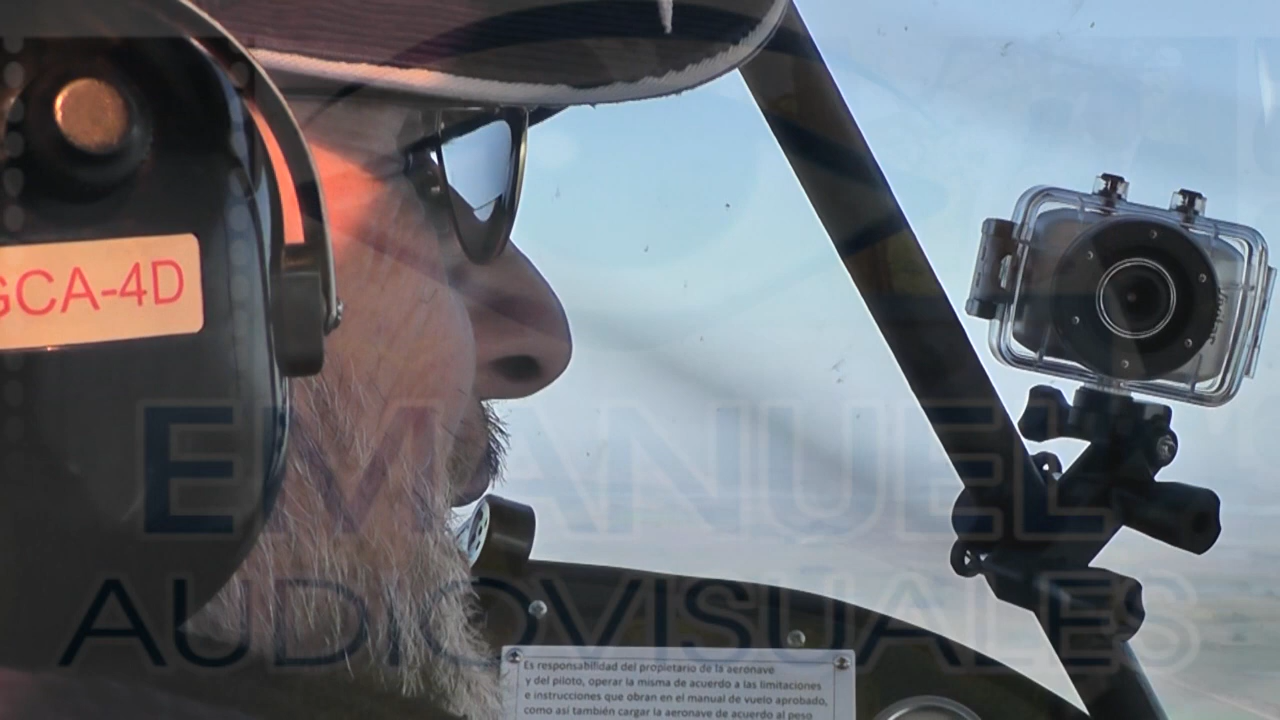 GCA-4D
EMANUEL
AUDIOVISUALES
Es responsabilidad del propietario de la aeronave
y del piloto, operar la misma de acuerdo a las limitaciones
e instrucciones que obran en el manual de vuelo aprobado,
como así también cargar la aeronave de acuerdo al peso